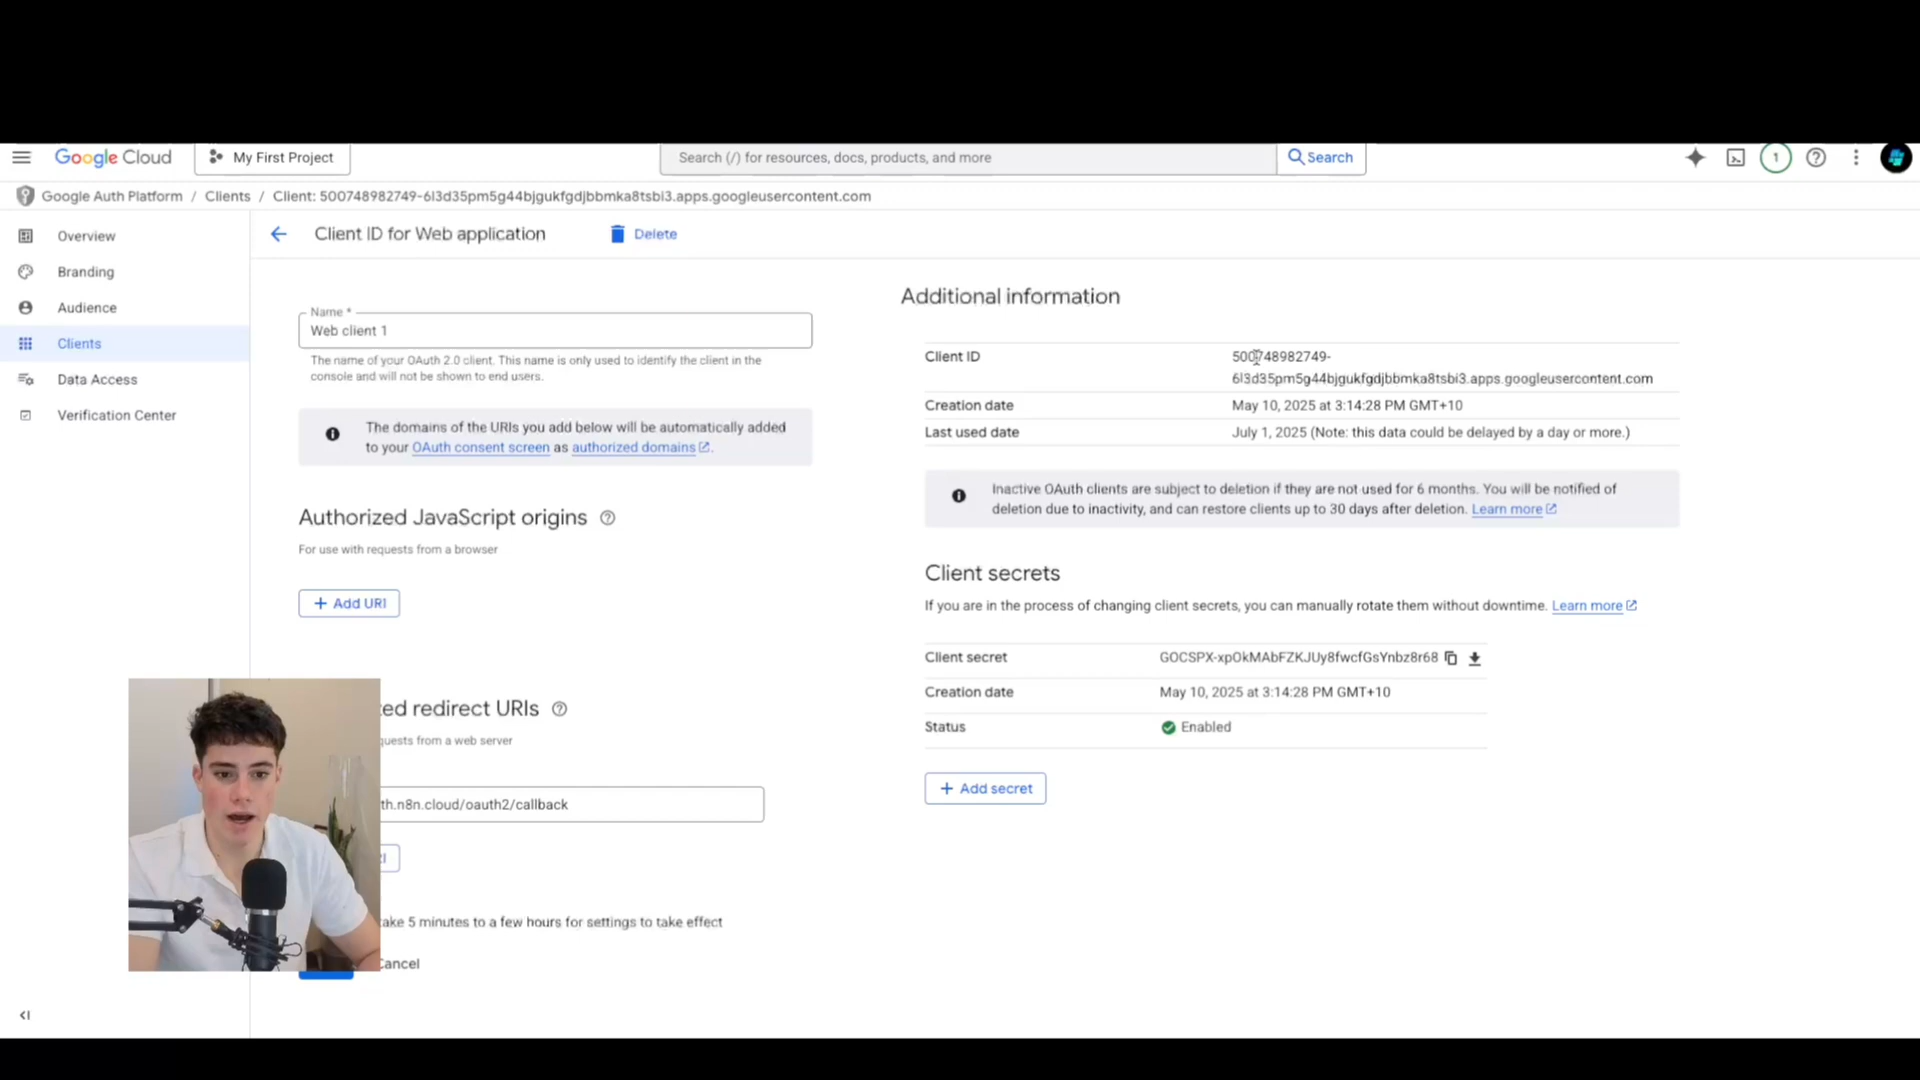 Google Cloud
My First Project
Search (/) for resources, docs, products, and more
Search
1
Google Auth Platform / Clients / Client: 500748982749-6l3d35pm5g44bjgukfgdjbbmka8tsbi3.apps.googleusercontent.com
Overview
Branding
Audience
Clients
Data Access
Verification Center
Client ID for Web application
Delete
Name *
Web client 1
The name of your OAuth 2.0 client. This name is only used to identify the client in the
console and will not be shown to end users.
The domains of the URIs you add below will be automatically added
to your OAuth consent screen as authorized domains.
Authorized JavaScript origins
For use with requests from a browser
+ Add URI
ed redirect URIs
quests from a web server
th.n8n.cloud/oauth2/callback
ake 5 minutes to a few hours for settings to take effect
Cancel
Additional information
Client ID
500748982749-
6l3d35pm5g44bjgukfgdjbbmka8tsbi3.apps.googleusercontent.com
Creation date
May 10, 2025 at 3:14:28 PM GMT+10
Last used date
July 1, 2025 (Note: this data could be delayed by a day or more.)
Inactive OAuth clients are subject to deletion if they are not used for 6 months. You will be notified of
deletion due to inactivity, and can restore clients up to 30 days after deletion. Learn more
Client secrets
If you are in the process of changing client secrets, you can manually rotate them without downtime. Learn more
Client secret
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
Creation date
May 10, 2025 at 3:14:28 PM GMT+10
Status
Enabled
+ Add secret